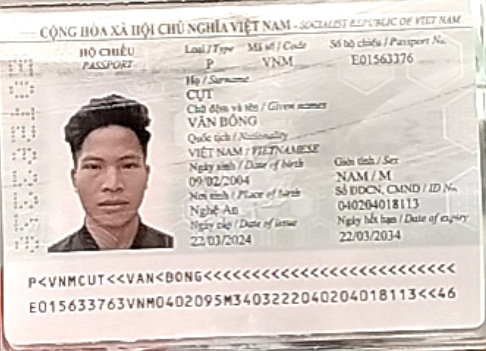 CỘNG HÒA XÃ HỘI CHỦ NGHĨA VIỆT NAM - SOCIALIST REPUBLIC OF VIET NAM
HỘ CHIẾU
PASSPORT
Loại / Type Mã số / Code Số hộ chiếu / Passport No.
P VNM E01563376
Họ / Surname
CỤT
Chữ đệm và tên / Given names
VĂN BÔNG
Quốc tịch / Nationality
VIỆT NAM / VIETNAMESE
Ngày sinh / Date of birth Giới tính / Sex
09/02/2004 NAM / M
Nơi sinh / Place of birth Số ĐDCN, CMND / ID No.
Nghệ An 040204018113
Ngày cấp / Date of issue Ngày hết hạn / Date of expiry
22/03/2024 22/03/2034
P<VNMCUT<<VAN<BONG<<<<<<<<<<<<<<<<<<<<<<<<<<
E015633763VNM0402095M3403222040204018113<<46